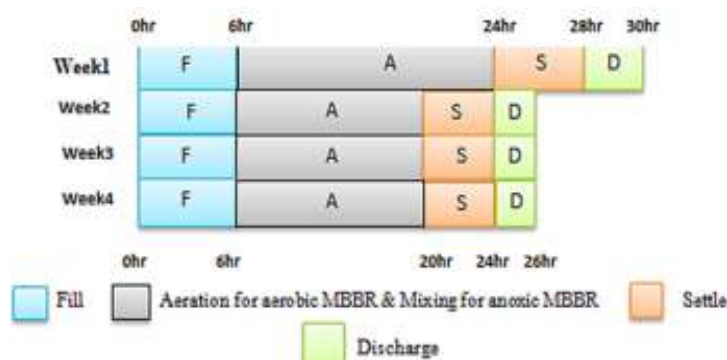 0hr 6hr 24hr 28hr 30hr
Week1 F A S D
Week2 F A S D
Week3 F A S D
Week4 F A S D
0hr 6hr 20hr 24hr 26hr
Fill Aeration for aerobic MBBR & Mixing for anoxic MBBR Settle
Discharge